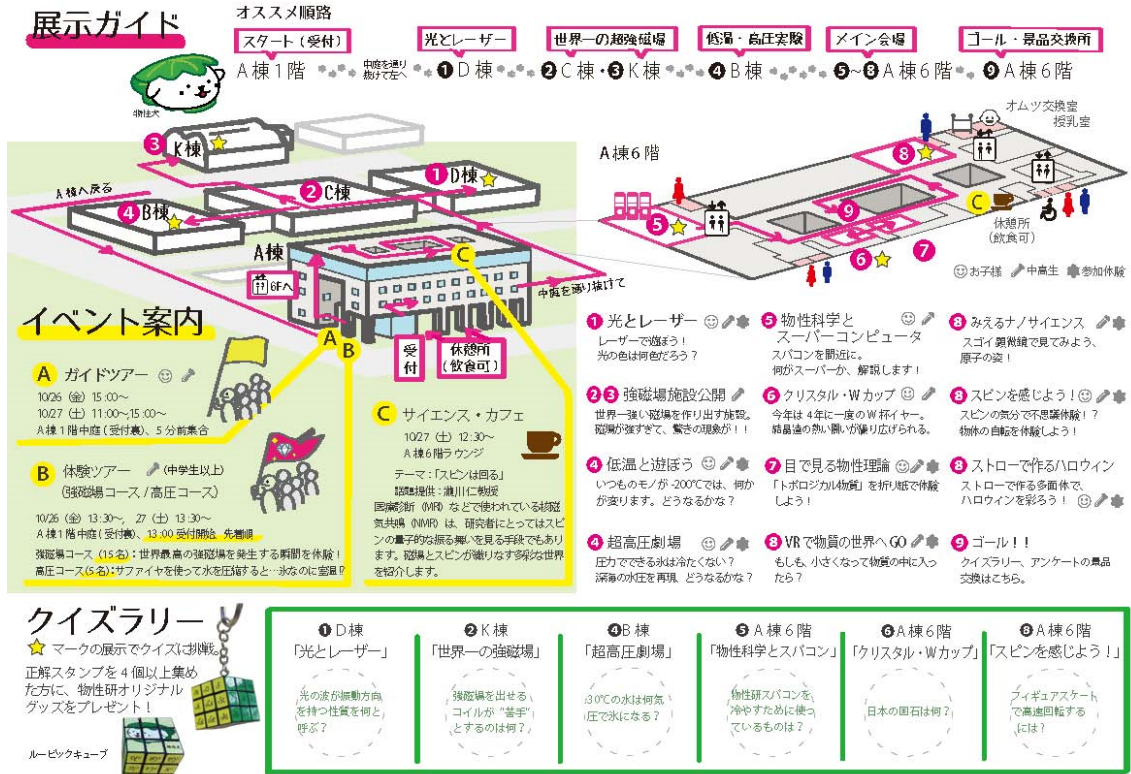 展示ガイド
オススメ順路
スタート(受付)
光とレーザー
世界一の超強磁場
低温・高圧実験
メイン会場
ゴール・景品交換所
A棟1階
中庭を通り
抜けて左へ
❶D棟
❷C棟・❸K棟
❹B棟
❺~❽A棟6階
❾A棟6階
物性犬
❸
K棟
❶D棟
❷C棟
❹B棟
A棟へ戻る
A棟
6Fへ
C
中庭を通り抜けて
A
B
受付
休憩所
(飲食可)
A棟6階
オムツ交換室
授乳室
❽
❺
❾
C
休憩所
(飲食可)
❻
❼
お子様 中高生 参加体験
イベント案内
A ガイドツアー
10/26 (金) 15:00~
10/27 (土) 11:00~,15:00~
A棟1階中庭(受付裏)、5分前集合
B 体験ツアー (中学生以上)
(強磁場コース/高圧コース)
10/26 (金) 13:30~, 27 (土) 13:30~
A棟1階中庭(受付裏)、13:00 受付開始 先着順
強磁場コース (15名):世界最高の強磁場を発生する瞬間を体験!
高圧コース(5名):サファイヤを使って水を圧縮すると…氷なのに室温!?
C サイエンス・カフェ
10/27 (土) 12:30~
A棟6階ラウンジ
テーマ:「スピンは回る」
話題提供:瀧川仁教授
医療診断 (MRI) などで使われている核磁
気共鳴 (NMR) は、研究者にとってはスピ
ンの量子的な振る舞いを見る手段でもあり
ます。磁場とスピンが織りなす多彩な世界
を紹介します。
❶ 光とレーザー
レーザーで遊ぼう!
光の色は何色だろう?
❷❸ 強磁場施設公開
世界一強い磁場を作り出す施設。
磁場が強すぎて、驚きの現象が!!
❹ 低温と遊ぼう
いつものモノが-200℃では、何か
が変ります。どうなるかな?
❹ 超高圧劇場
圧力でできる氷は冷たくない?
深海の水圧を再現、どうなるかな?
❺ 物性科学と
スーパーコンピュータ
スパコンを間近に。
何がスーパーか、解説します!
❻ クリスタル・Wカップ
今年は4年に一度のW杯イヤー。
結晶達の熱い闘いが繰り広げられる。
❼ 目で見る物性理論
「トポロジカル物質」を折り紙で体験
しよう!
❽ VRで物質の世界へGO
もしも、小さくなって物質の中に入っ
たら?
❽ みえるナノサイエンス
スゴイ顕微鏡で見てみよう、
原子の姿!
❽ スピンを感じよう!
スピンの気分で不思議体験!?
物体の自転を体験しよう!
❽ ストローで作るハロウィン
ストローで作る多面体で、
ハロウィンを彩ろう!
❾ ゴール!!
クイズラリー、アンケートの景品
交換はこちら。
クイズラリー
マークの展示でクイズに挑戦。
正解スタンプを4個以上集め
た方に、物性研オリジナル
グッズをプレゼント!
ルービックキューブ
❶D棟
「光とレーザー」
光の波が振動方向
を持つ性質を何と
呼ぶ?
❷K棟
「世界一の強磁場」
強磁場を出せる
コイルが“苦手”
とするのは何?
❹B棟
「超高圧劇場」
30℃の水は何気
圧で氷になる?
❺A棟6階
「物性科学とスパコン」
物性研スパコンを
冷やすために使っ
ているものは?
❻A棟6階
「クリスタル・Wカップ」
日本の国石は何?
❽A棟6階
「スピンを感じよう!」
フィギュアスケート
で高速回転する
には?